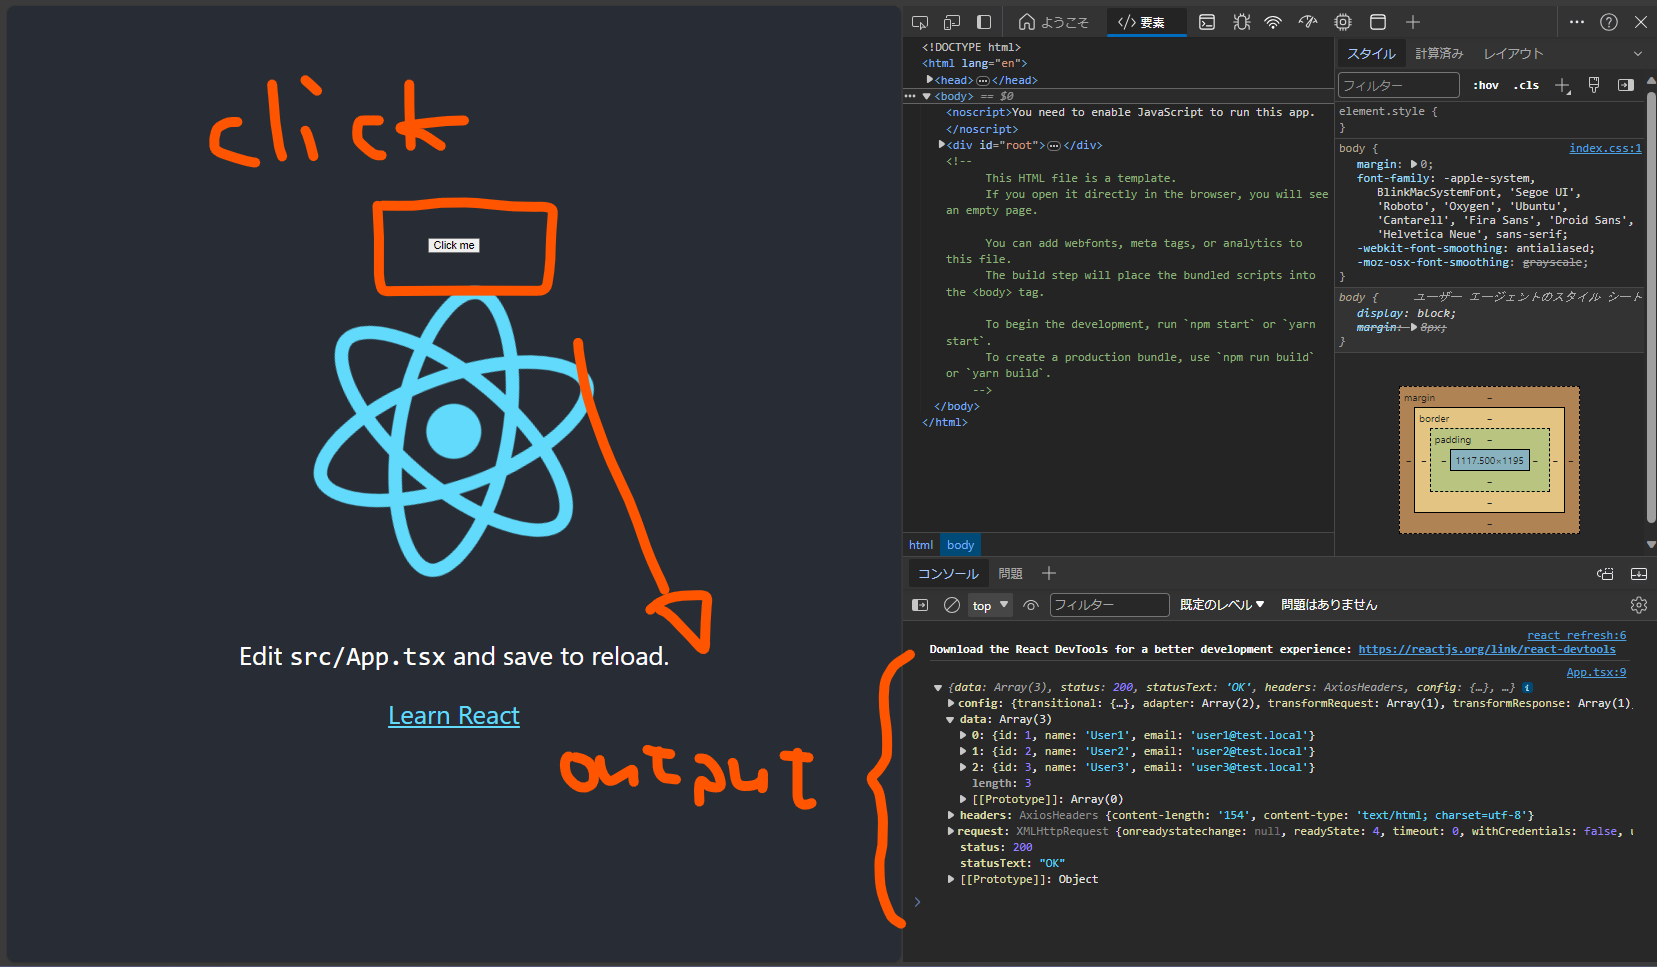 click
Click me
Edit src/App.tsx and save to reload.
Learn React
output
ようこそ
</> 要素
<!DOCTYPE html>
<html lang="en">
▶<head> ⋯ </head>
••• ▼<body> == $0
<noscript>You need to enable JavaScript to run this app.
</noscript>
▶<div id="root"> ⋯ </div>
<!--
This HTML file is a template.
If you open it directly in the browser, you will see
an empty page.
You can add webfonts, meta tags, or analytics to
this file.
The build step will place the bundled scripts into
the <body> tag.
To begin the development, run `npm start` or `yarn
start`.
To create a production bundle, use `npm run build`
or `yarn build`.
-->
</body>
</html>
html body
スタイル 計算済み レイアウト
フィルター :hov .cls
element.style {
}
body { index.css:1
margin: ▶0;
font-family: -apple-system,
BlinkMacSystemFont, 'Segoe UI',
'Roboto', 'Oxygen', 'Ubuntu',
'Cantarell', 'Fira Sans', 'Droid Sans',
'Helvetica Neue', sans-serif;
-webkit-font-smoothing: antialiased;
-moz-osx-font-smoothing: grayscale;
}
body { ユーザー エージェントのスタイル シート
display: block;
margin: ▶8px;
}
margin -
border -
padding -
- - - 1117.500×1195 - - -
-
-
-
コンソール 問題
top ▼ フィルター 既定のレベル ▼ 問題はありません
react refresh:6
Download the React DevTools for a better development experience: https://reactjs.org/link/react-devtools
App.tsx:9
▼ {data: Array(3), status: 200, statusText: 'OK', headers: AxiosHeaders, config: {…}, …}
▶config: {transitional: {…}, adapter: Array(2), transformRequest: Array(1), transformResponse: Array(1)
▼ data: Array(3)
▶ 0: {id: 1, name: 'User1', email: 'user1@test.local'}
▶ 1: {id: 2, name: 'User2', email: 'user2@test.local'}
▶ 2: {id: 3, name: 'User3', email: 'user3@test.local'}
length: 3
▶ [[Prototype]]: Array(0)
▶ headers: AxiosHeaders {content-length: '154', content-type: 'text/html; charset=utf-8'}
▶request: XMLHttpRequest {onreadystatechange: null, readyState: 4, timeout: 0, withCredentials: false,
status: 200
statusText: "OK"
▶ [[Prototype]]: Object